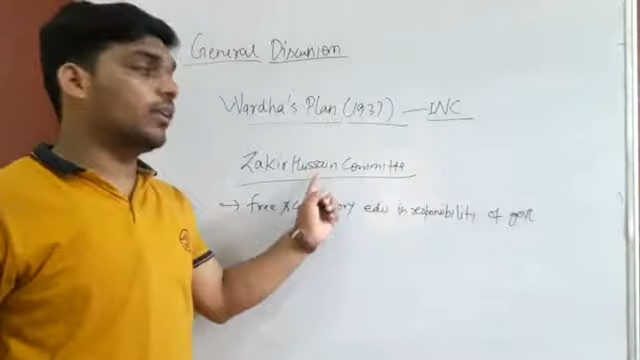 General Discussion
Wardha's Plan (1937) — INC
Zakir Hussain Committe
→ free & edu is responsibility of govt